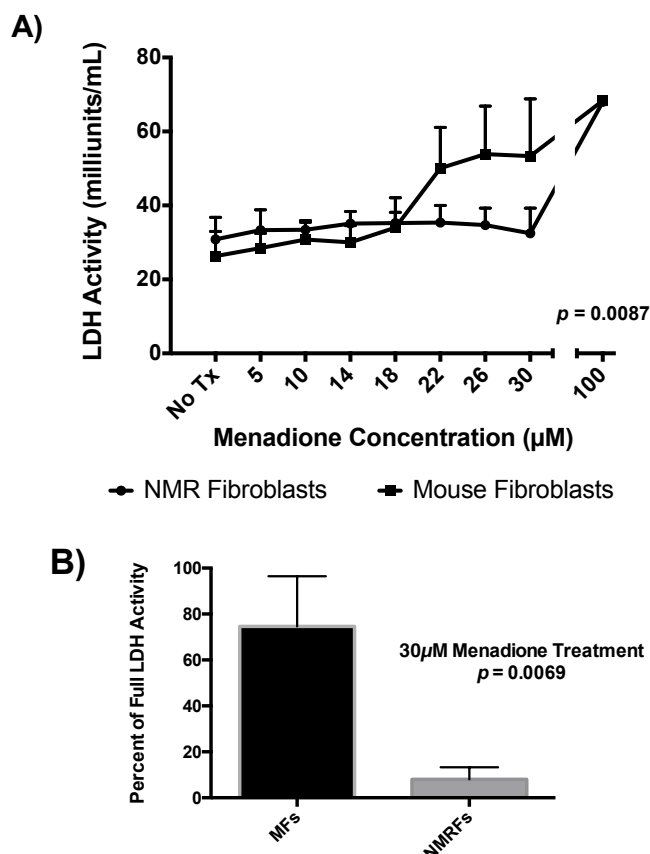 A)
LDH Activity (milliunits/mL)
80
60
40
20
0
p = 0.0087
No Tx
5
10
14
18
22
26
30
100
Menadione Concentration (µM)
NMR Fibroblasts
Mouse Fibroblasts
B)
Percent of Full LDH Activity
100
80
60
40
20
0
30µM Menadione Treatment
p = 0.0069
MFs
NMRFs